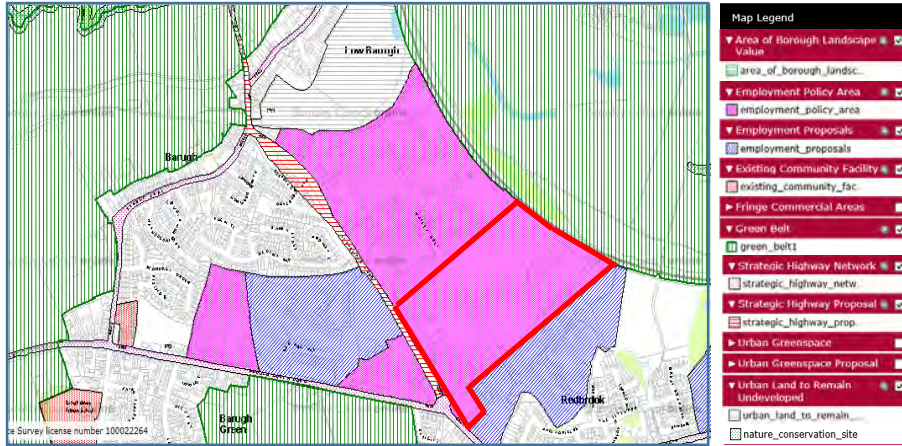 Low Barugh
PH
Barugh
PO
Redbrook
Barugh
Green
ce Survey license number 100022264
Map Legend
▼ Area of Borough Landscape
Value
area_of_borough_landsc..
▼ Employment Policy Area
employment_policy_area
▼ Employment Proposals
employment_proposals
▼ Existing Community Facility
existing_community_fac.
► Fringe Commercial Areas
▼ Green Belt
green_belt1
▼ Strategic Highway Network
strategic_highway_netw.
▼ Strategic Highway Proposal
strategic_highway_prop.
► Urban Greenspace
► Urban Greenspace Proposal
▼ Urban Land to Remain
Undeveloped
urban_land_to_remain_
nature_conservation_site